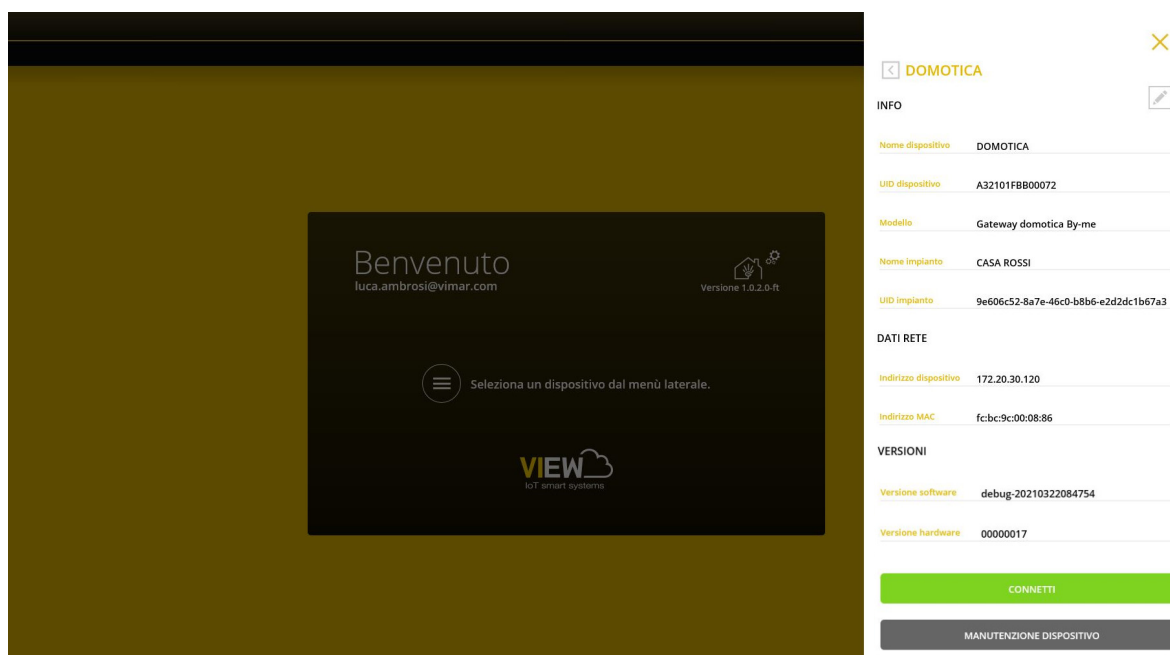 Benvenuto
luca.ambrosi@vimar.com
Versione 1.0.2.0-ft
Seleziona un dispositivo dal menù laterale.
VIEW
IoT smart systems
DOMOTICA
INFO
Nome dispositivo DOMOTICA
UID dispositivo A32101FBB00072
Modello Gateway domotica By-me
Nome impianto CASA ROSSI
UID impianto 9e606c52-8a7e-46c0-b8b6-e2d2dc1b67a3
DATI RETE
Indirizzo dispositivo 172.20.30.120
Indirizzo MAC fc:bc:9c:00:08:86
VERSIONI
Versione software debug-20210322084754
Versione hardware 00000017
CONNETTI
MANUTENZIONE DISPOSITIVO